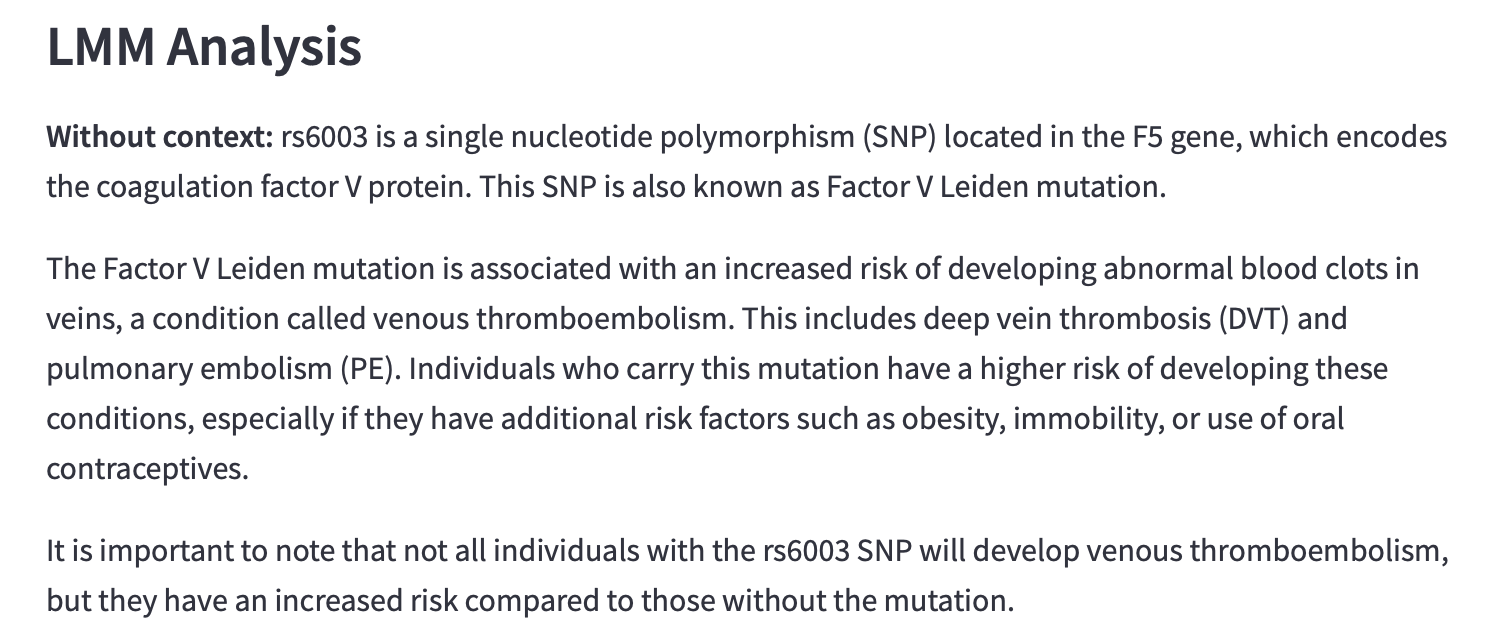 LMM Analysis
Without context: rs6003 is a single nucleotide polymorphism (SNP) located in the F5 gene, which encodes
the coagulation factor V protein. This SNP is also known as Factor V Leiden mutation.
The Factor V Leiden mutation is associated with an increased risk of developing abnormal blood clots in
veins, a condition called venous thromboembolism. This includes deep vein thrombosis (DVT) and
pulmonary embolism (PE). Individuals who carry this mutation have a higher risk of developing these
conditions, especially if they have additional risk factors such as obesity, immobility, or use of oral
contraceptives.
It is important to note that not all individuals with the rs6003 SNP will develop venous thromboembolism,
but they have an increased risk compared to those without the mutation.